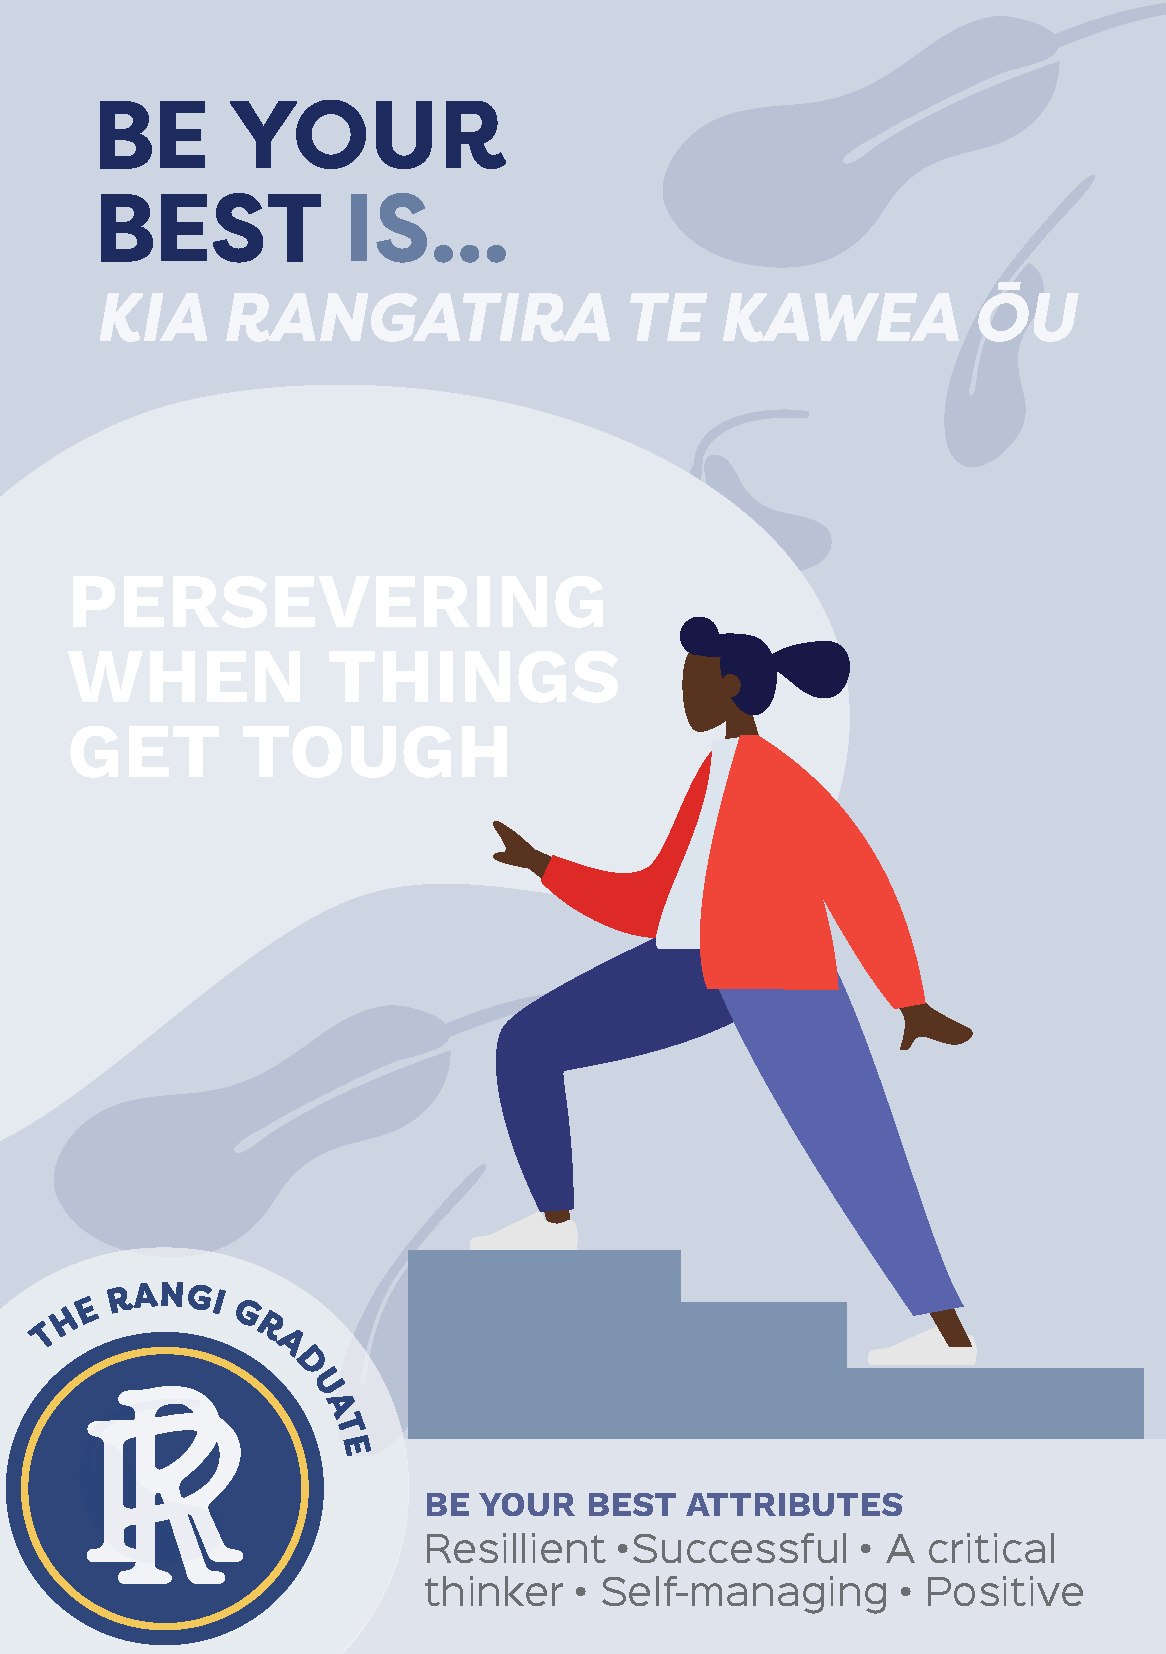 BE YOUR
BEST IS...
KIA RANGATIRA TE KAWEA ŌU
PERSEVERING
WHEN THINGS
GET TOUGH
THE RANGI GRADUATE
RR
BE YOUR BEST ATTRIBUTES
Resillient •Successful • A critical
thinker • Self-managing • Positive